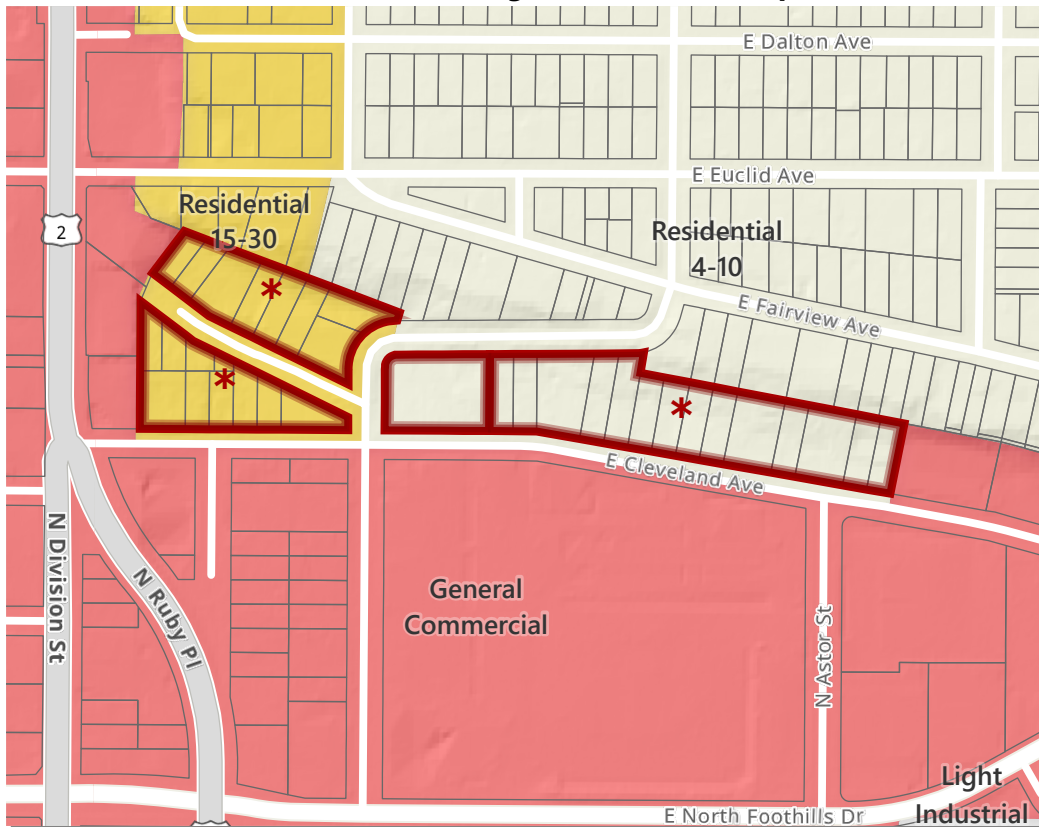 E Dalton Ave
E Euclid Ave
Residential
15-30
2
Residential
4-10
E Fairview Ave
*
*
*
E Cleveland Ave
N Division St
N Ruby Pl
General
Commercial
N Astor St
Light
Industrial
E North Foothills Dr